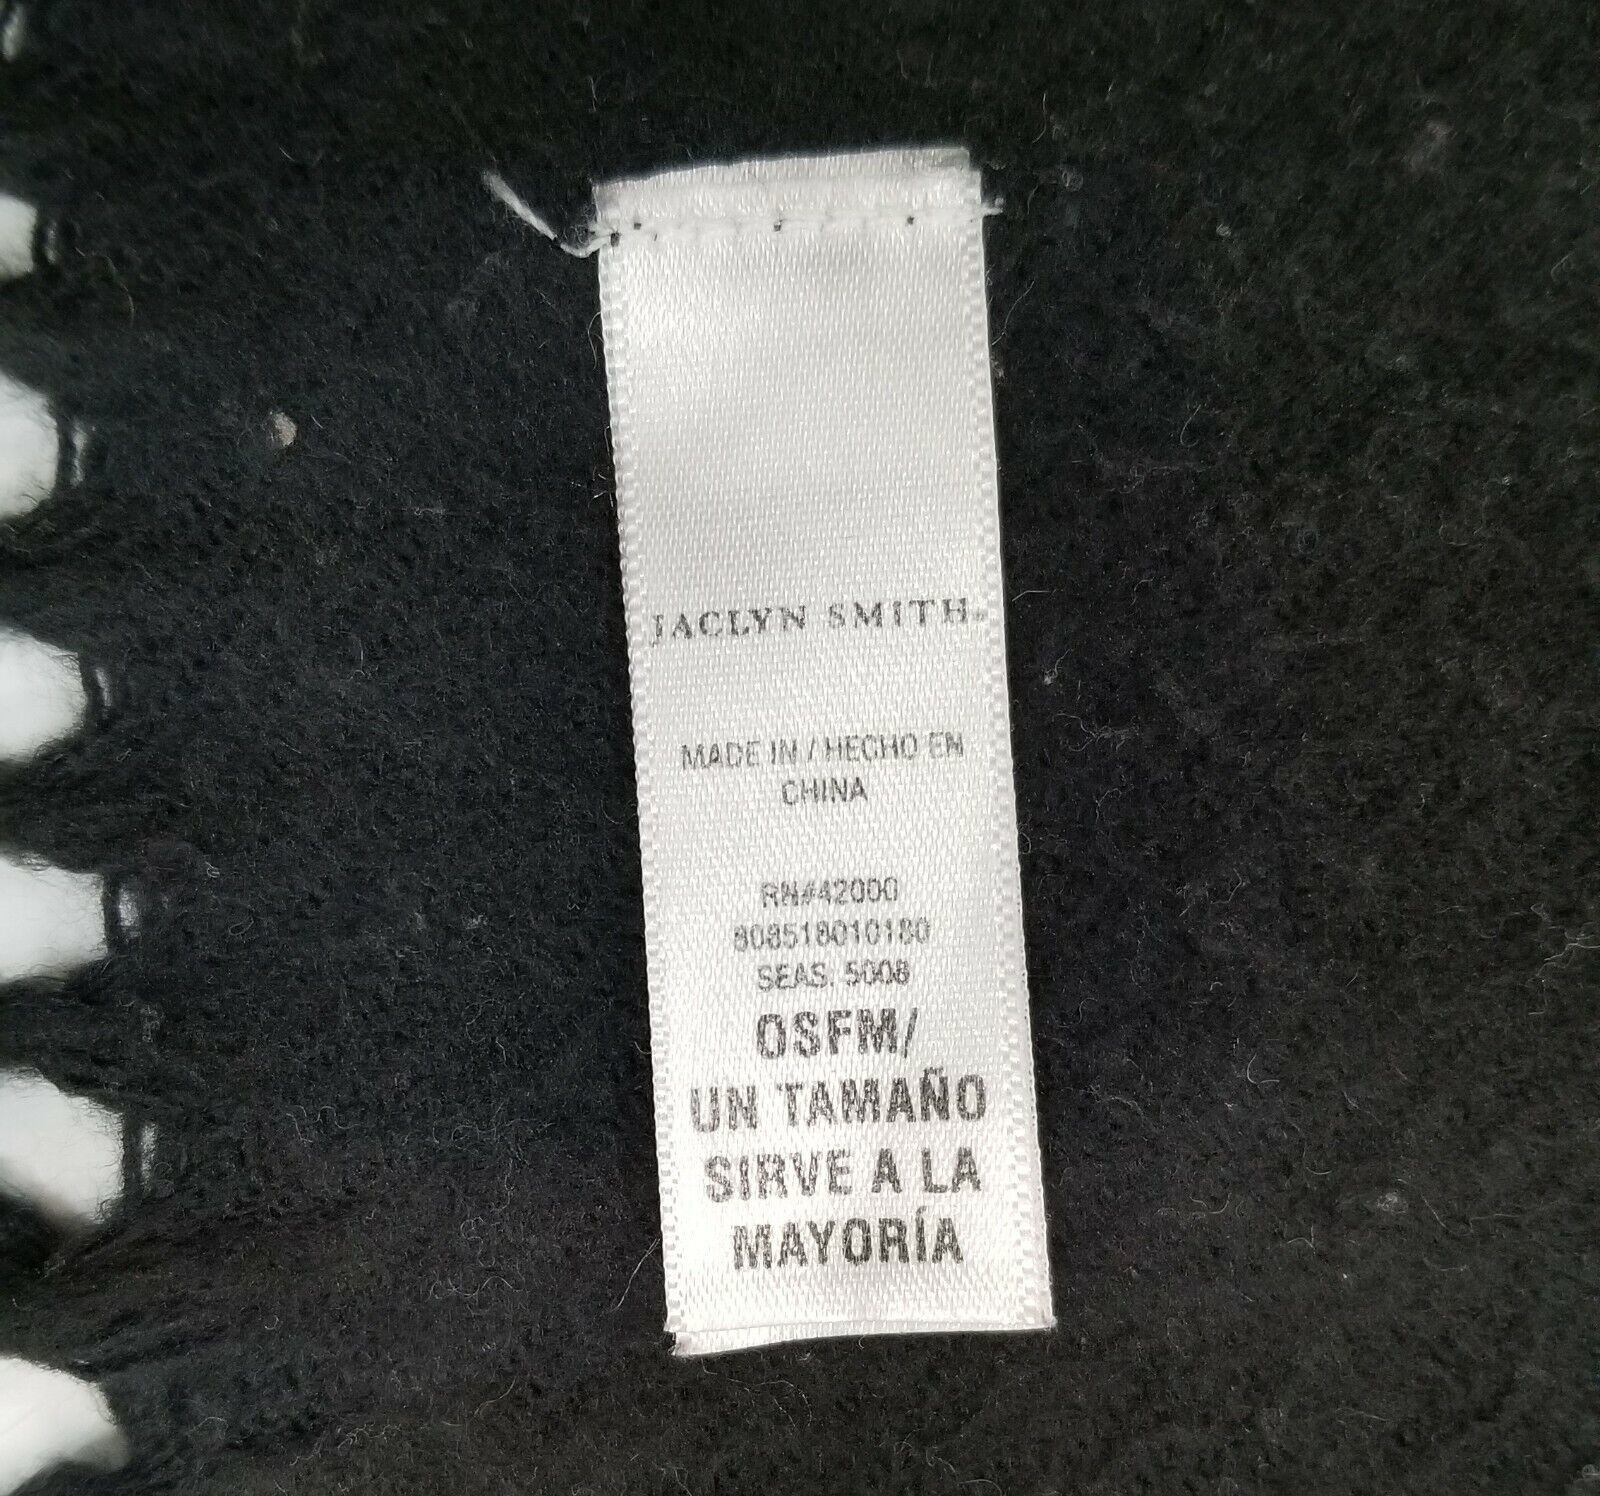 JACLYN SMITH®
MADE IN / HECHO EN
CHINA
RN#42000
808518010180
SEAS. 5008
OSFM/
UN TAMAÑO
SIRVE A LA
MAYORÍA